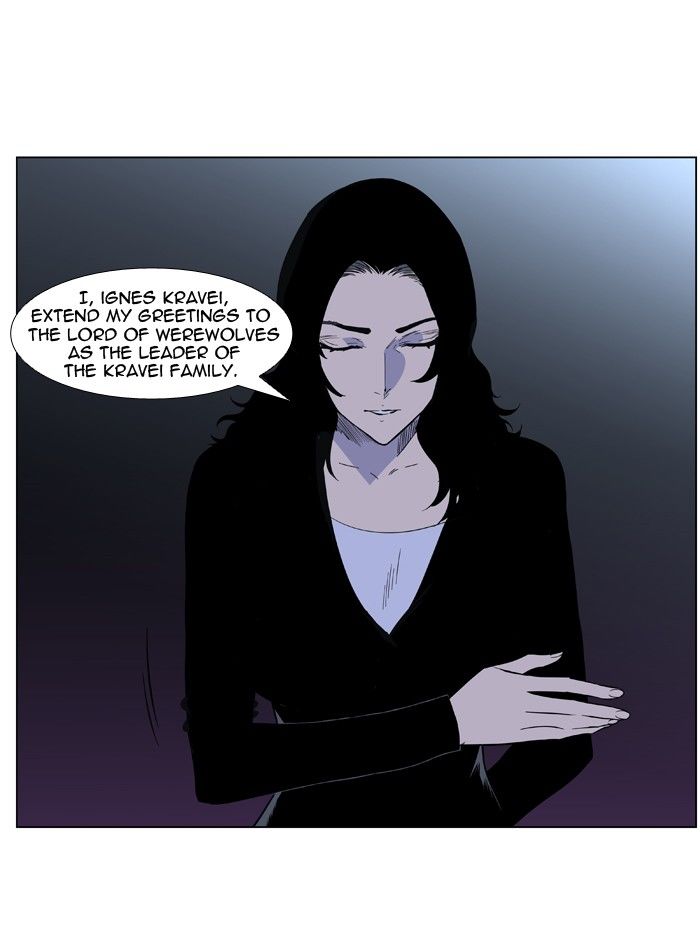 I, IGNES KRAVEI,
EXTEND MY GREETINGS TO
THE LORD OF WEREWOLVES
AS THE LEADER OF
THE KRAVEI FAMILY.